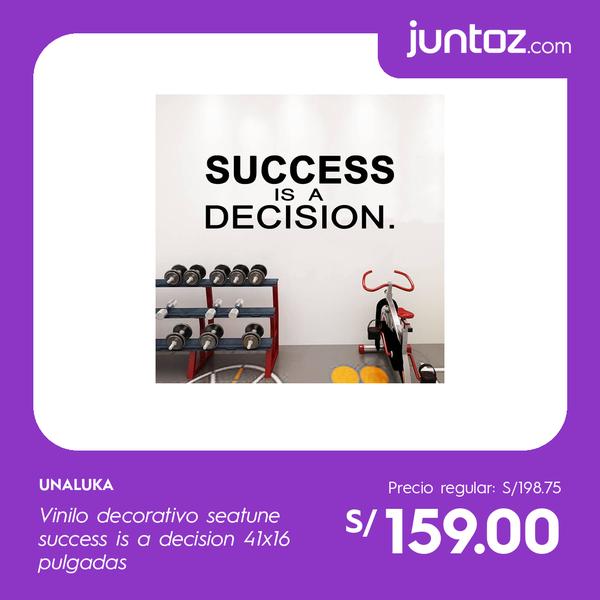 juntoz.com
SUCCESS
IS A
DECISION.
UNALUKA
Vinilo decorativo seatune
success is a decision 41x16
pulgadas
Precio regular: S/198.75
S/159.00